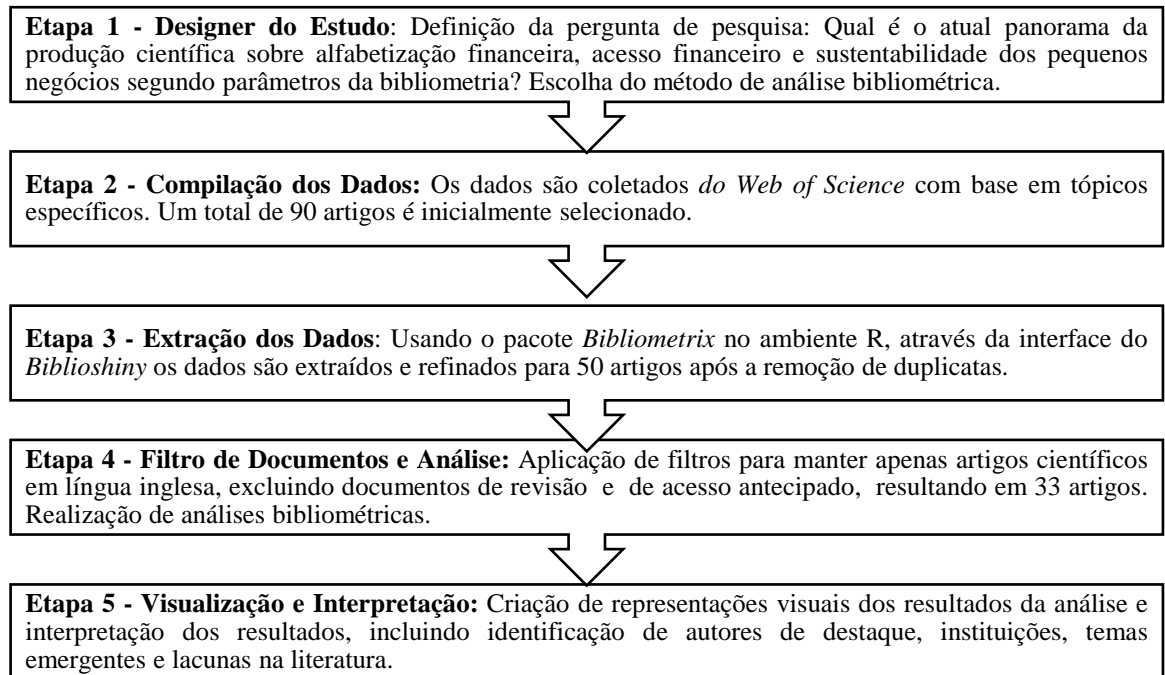 Etapa 1 - Designer do Estudo: Definição da pergunta de pesquisa: Qual é o atual panorama da
produção científica sobre alfabetização financeira, acesso financeiro e sustentabilidade dos pequenos
negócios segundo parâmetros da bibliometria? Escolha do método de análise bibliométrica.
Etapa 2 - Compilação dos Dados: Os dados são coletados do Web of Science com base em tópicos
específicos. Um total de 90 artigos é inicialmente selecionado.
Etapa 3 - Extração dos Dados: Usando o pacote Bibliometrix no ambiente R, através da interface do
Biblioshiny os dados são extraídos e refinados para 50 artigos após a remoção de duplicatas.
Etapa 4 - Filtro de Documentos e Análise: Aplicação de filtros para manter apenas artigos científicos
em língua inglesa, excluindo documentos de revisão e de acesso antecipado, resultando em 33 artigos.
Realização de análises bibliométricas.
Etapa 5 - Visualização e Interpretação: Criação de representações visuais dos resultados da análise e
interpretação dos resultados, incluindo identificação de autores de destaque, instituições, temas
emergentes e lacunas na literatura.